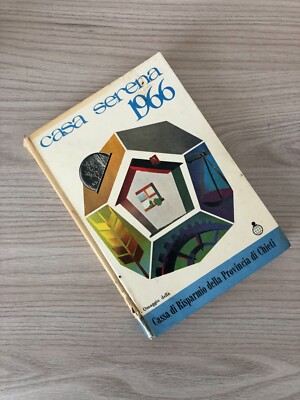 casa serena
1966
Omaggio della
Cassa di Risparmio della Provincia di Chieti